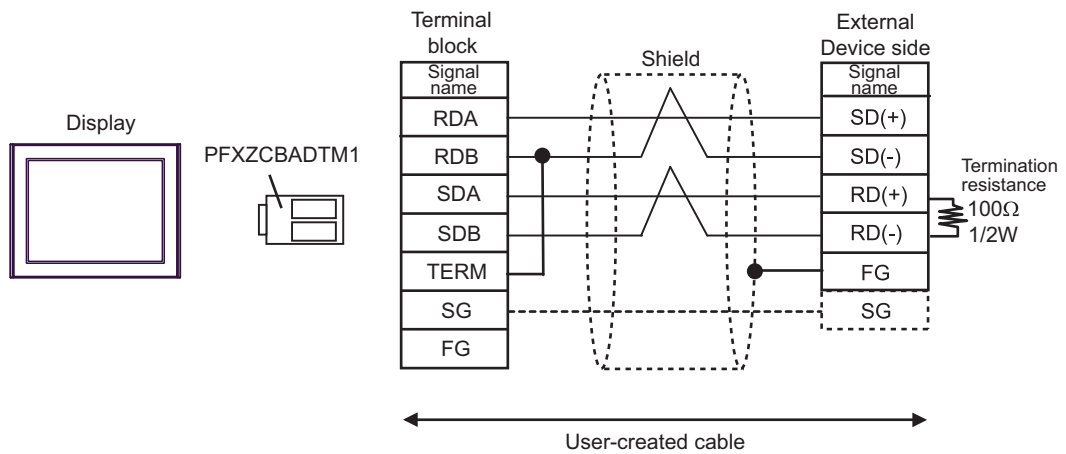 Display
PFXZCBADTM1
Terminal
block
Signal
name
RDA
RDB
SDA
SDB
TERM
SG
FG
Shield
External
Device side
Signal
name
SD(+)
SD(-)
RD(+)
RD(-)
FG
SG
Termination
resistance
100Ω
1/2W
User-created cable